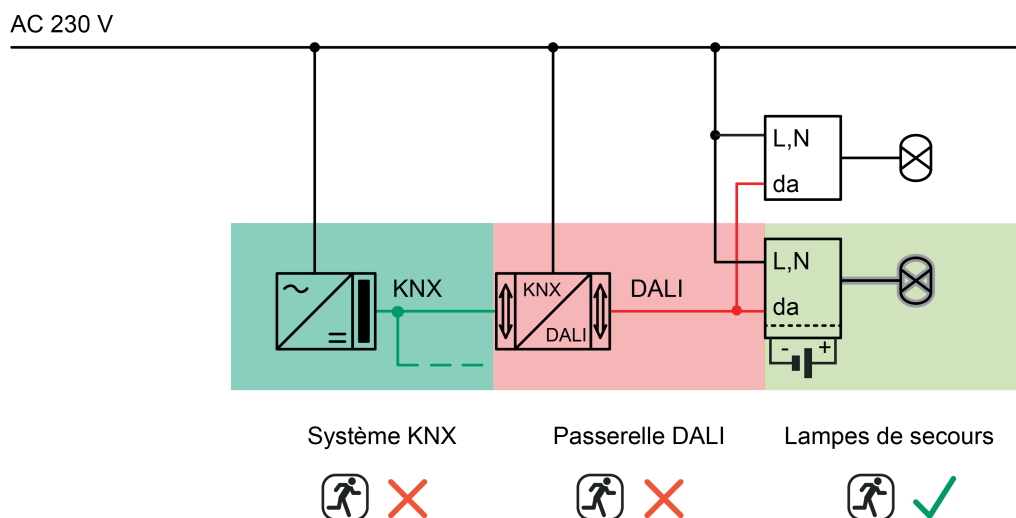 AC 230 V
L,N
da
L,N
KNX
KNX
DALI
DALI
da
- +
Système KNX
Passerelle DALI
Lampes de secours